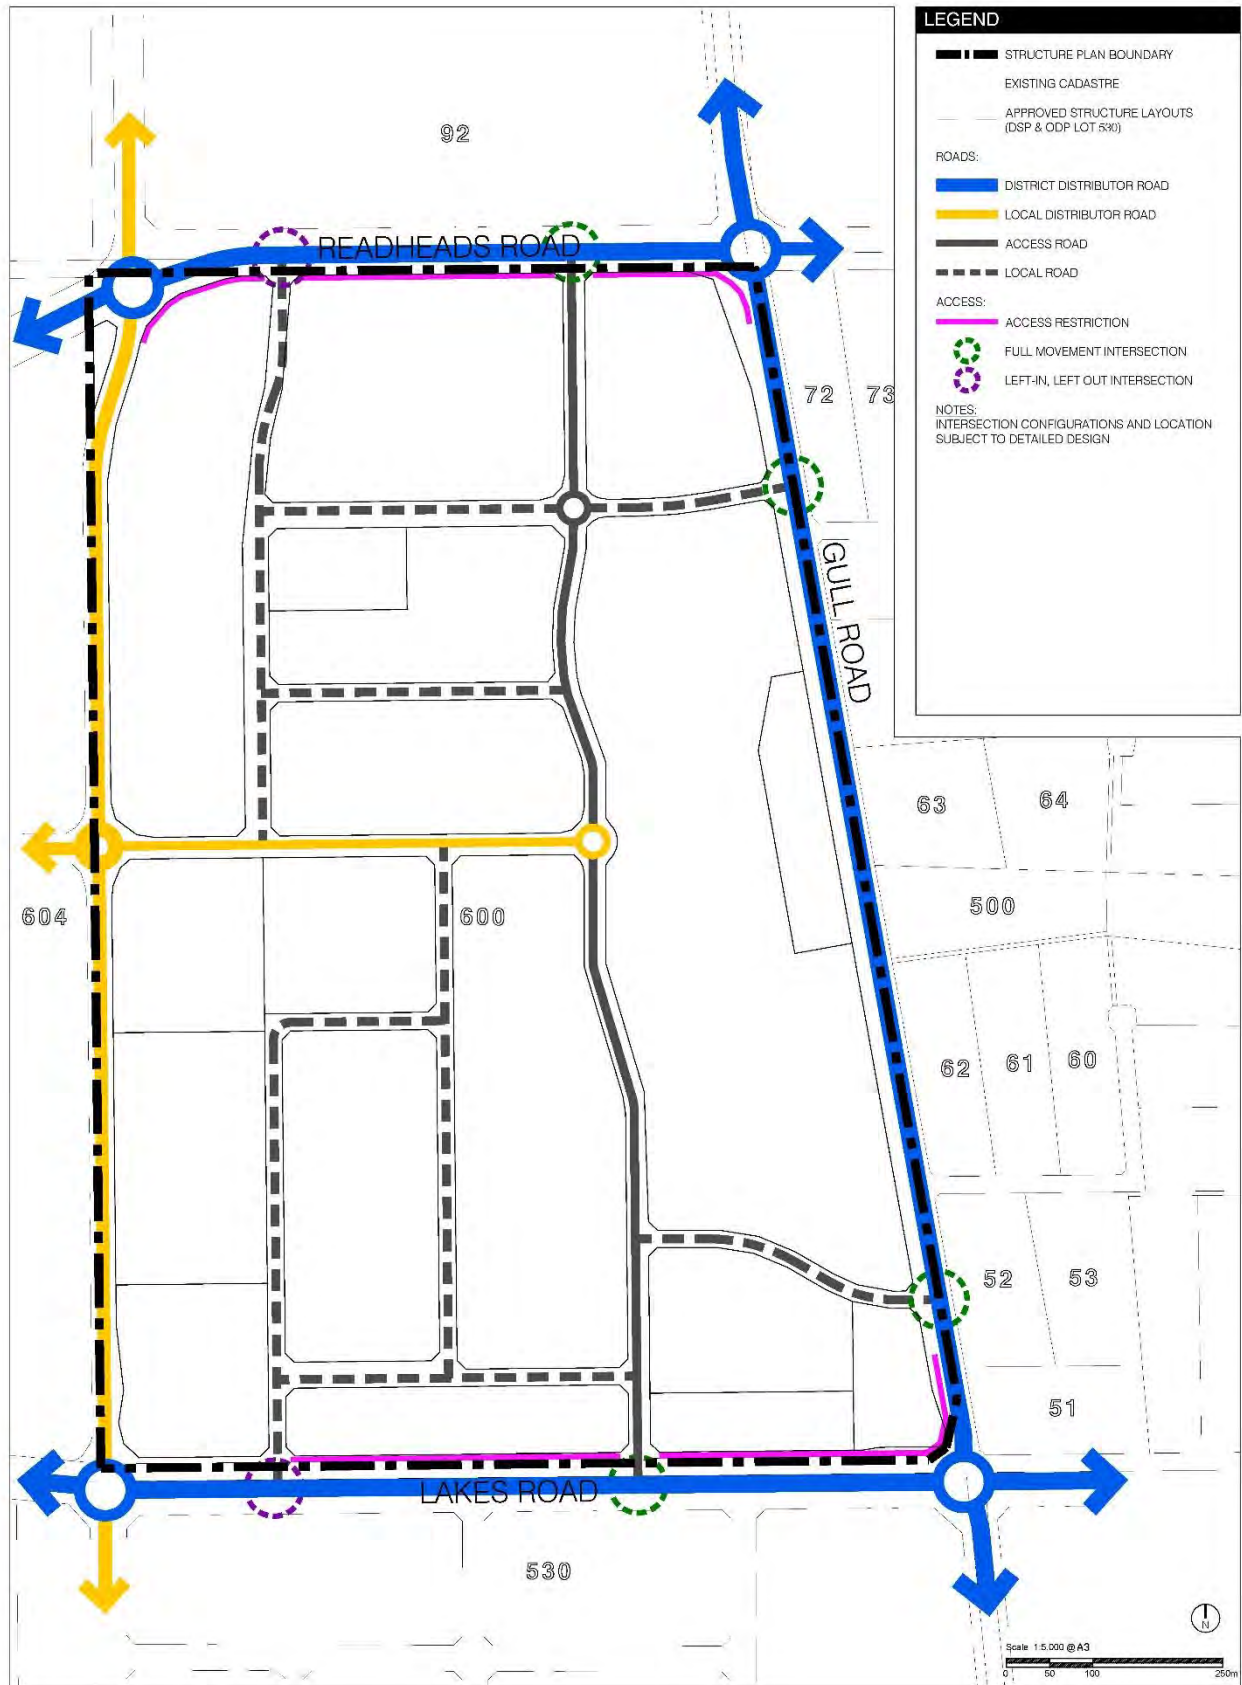 LEGEND
STRUCTURE PLAN BOUNDARY
EXISTING CADASTRE
APPROVED STRUCTURE LAYOUTS
(DSP & ODP LOT 530)
ROADS:
DISTRICT DISTRIBUTOR ROAD
LOCAL DISTRIBUTOR ROAD
ACCESS ROAD
LOCAL ROAD
ACCESS:
ACCESS RESTRICTION
FULL MOVEMENT INTERSECTION
LEFT-IN, LEFT OUT INTERSECTION
NOTES:
INTERSECTION CONFIGURATIONS AND LOCATION
SUBJECT TO DETAILED DESIGN
92
READHEADS ROAD
72
73
GULL ROAD
63
64
604
600
500
62
61
60
52
53
51
LAKES ROAD
530
N
Scale 1:5,000 @ A3
0 50 100 250m